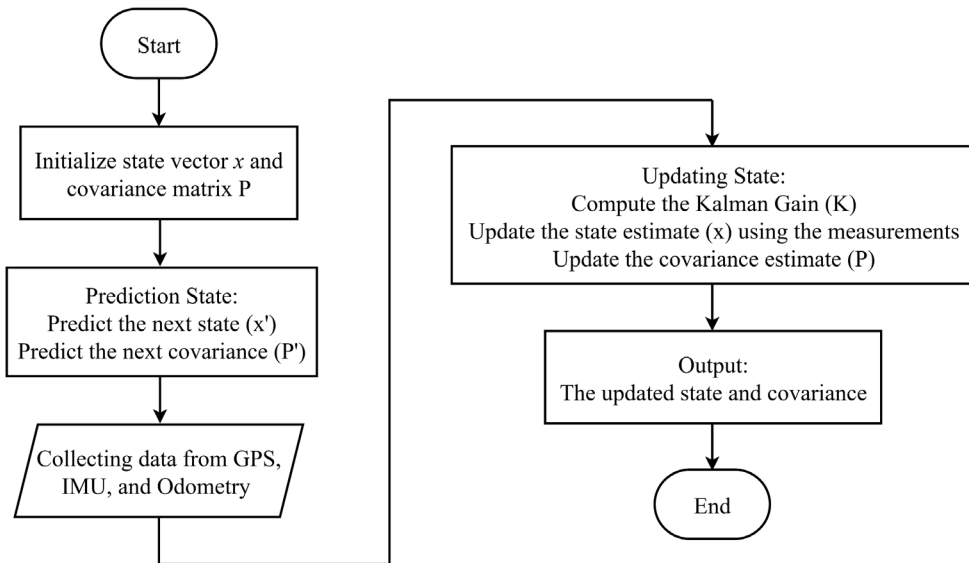 Start
Initialize state vector x and
covariance matrix P
Prediction State:
Predict the next state (x')
Predict the next covariance (P')
Collecting data from GPS,
IMU, and Odometry
Updating State:
Compute the Kalman Gain (K)
Update the state estimate (x) using the measurements
Update the covariance estimate (P)
Output:
The updated state and covariance
End